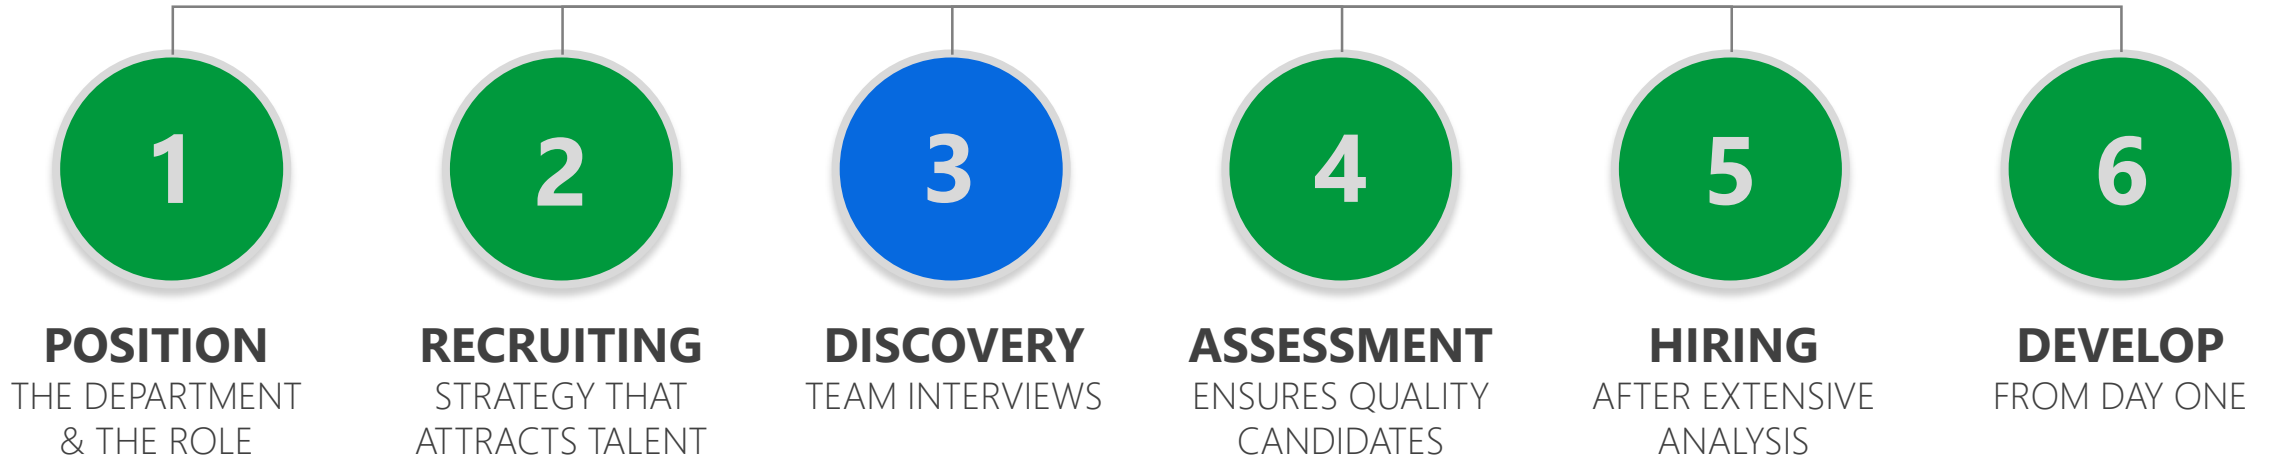 1
POSITION
THE DEPARTMENT
& THE ROLE
2
RECRUITING
STRATEGY THAT
ATTRACTS TALENT
3
DISCOVERY
TEAM INTERVIEWS
4
ASSESSMENT
ENSURES QUALITY
CANDIDATES
5
HIRING
AFTER EXTENSIVE
ANALYSIS
6
DEVELOP
FROM DAY ONE